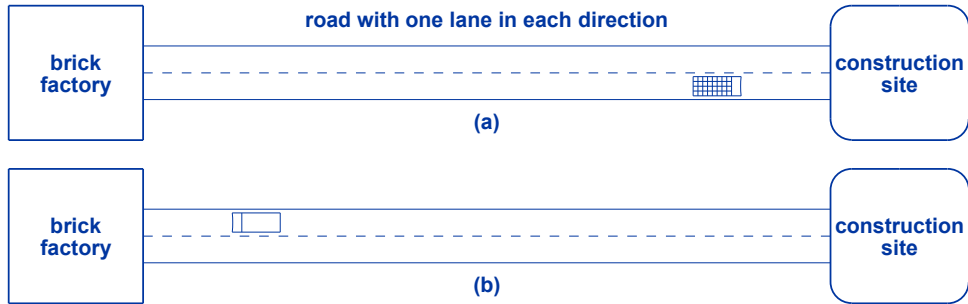 road with one lane in each direction
brick
factory
construction
site
(a)
brick
factory
construction
site
(b)